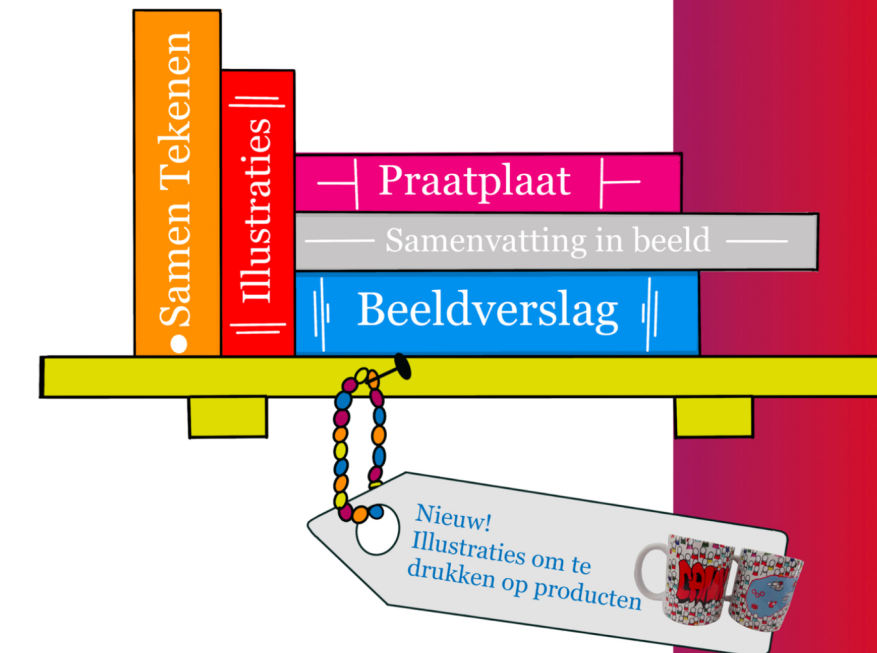 Samen Tekenen
Illustraties
Praatplaat
Samenvatting in beeld
Beeldverslag
Nieuw!
Illustraties om te
drukken op producten